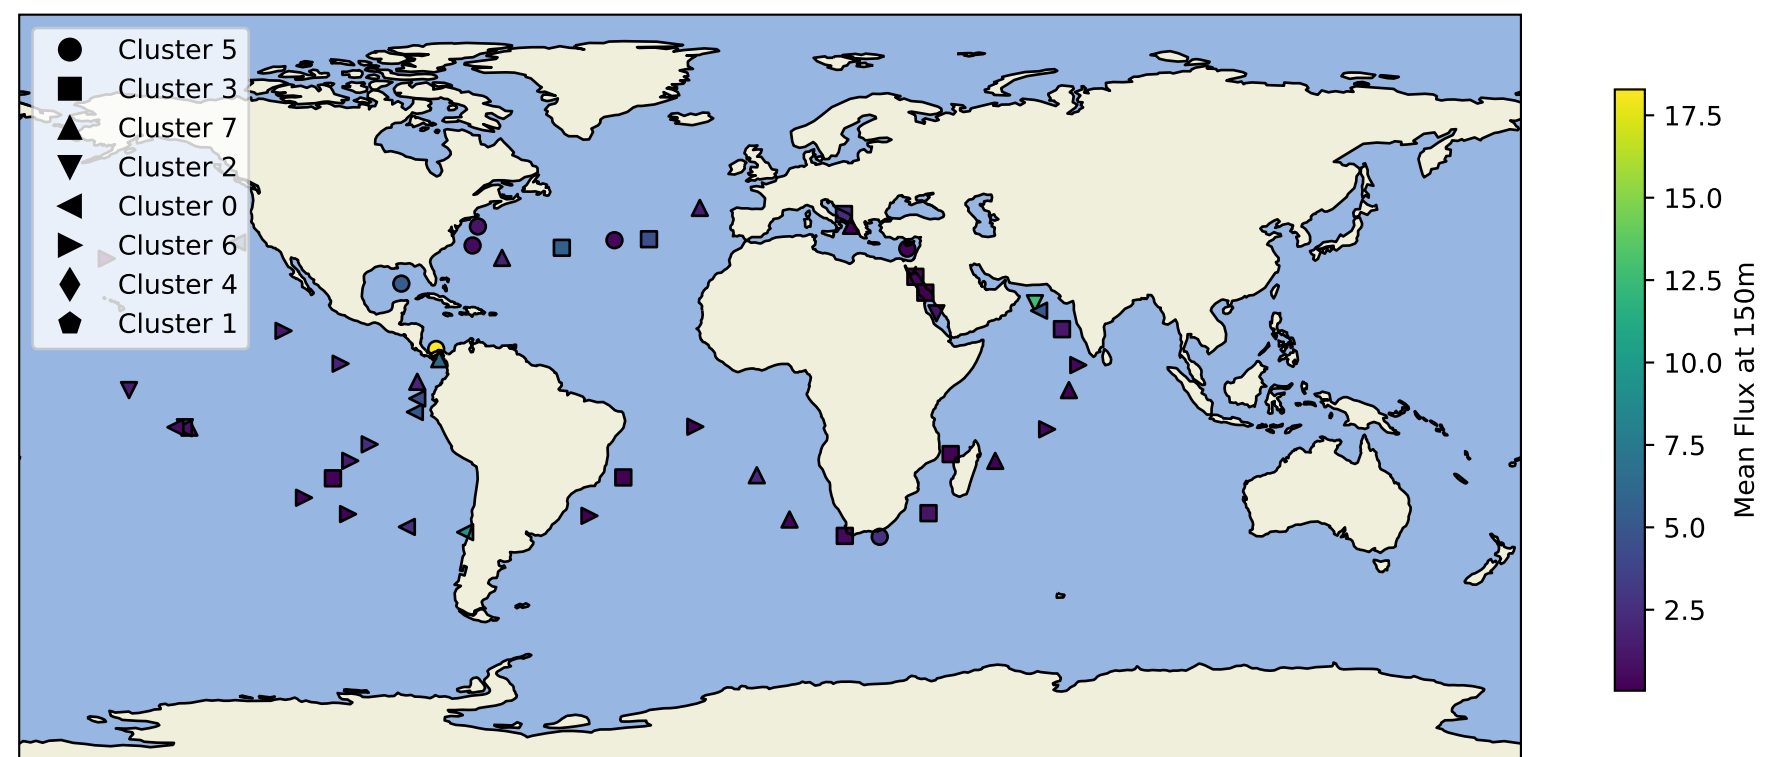 Cluster 5
Cluster 3
Cluster 7
Cluster 2
Cluster 0
Cluster 6
Cluster 4
Cluster 1
17.5
15.0
12.5
10.0
7.5
5.0
2.5
Mean Flux at 150m